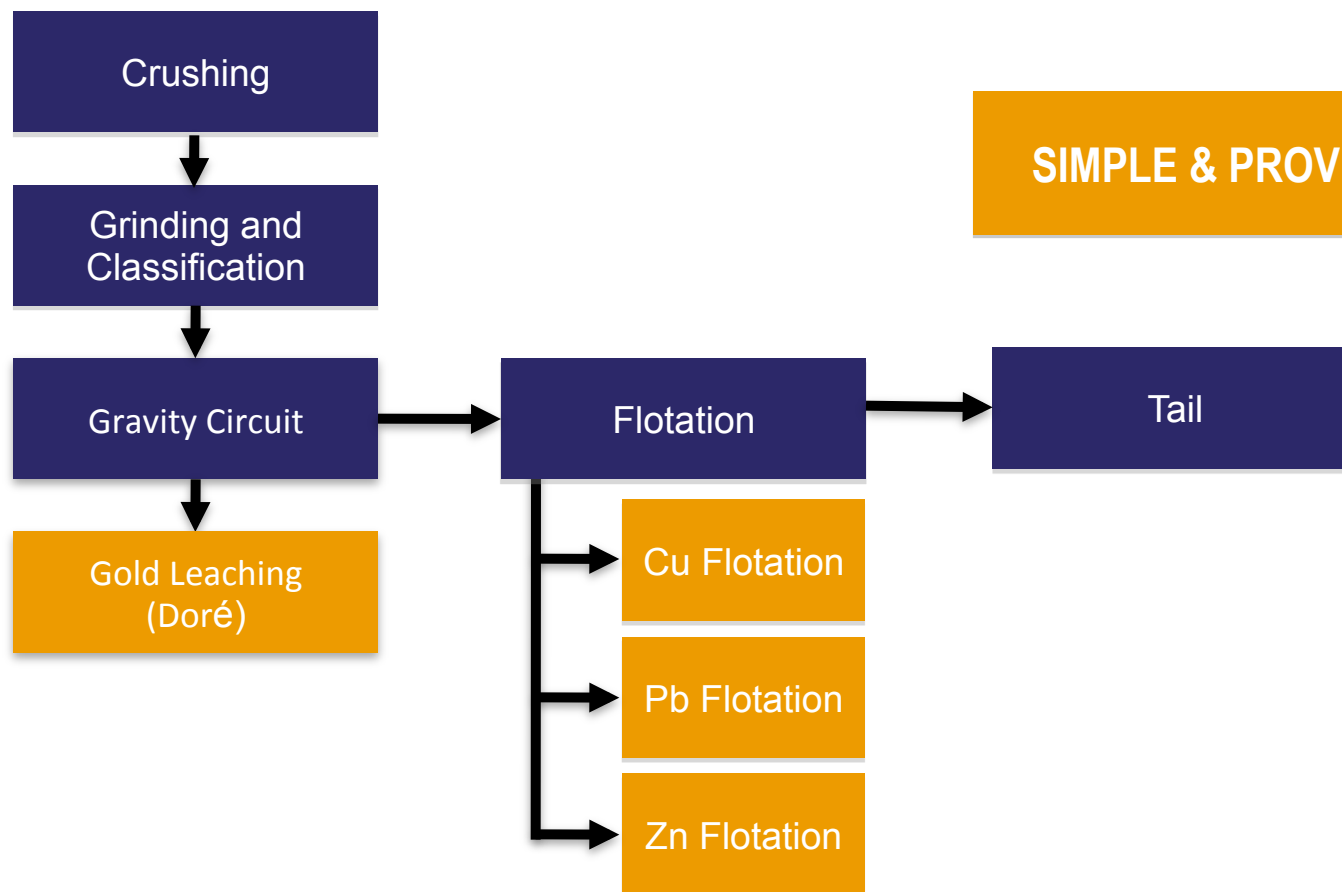 Crushing
SIMPLE & PROV
Grinding and
Classification
Gravity Circuit
Flotation
Tail
Gold Leaching
(Doré)
Cu Flotation
Pb Flotation
Zn Flotation